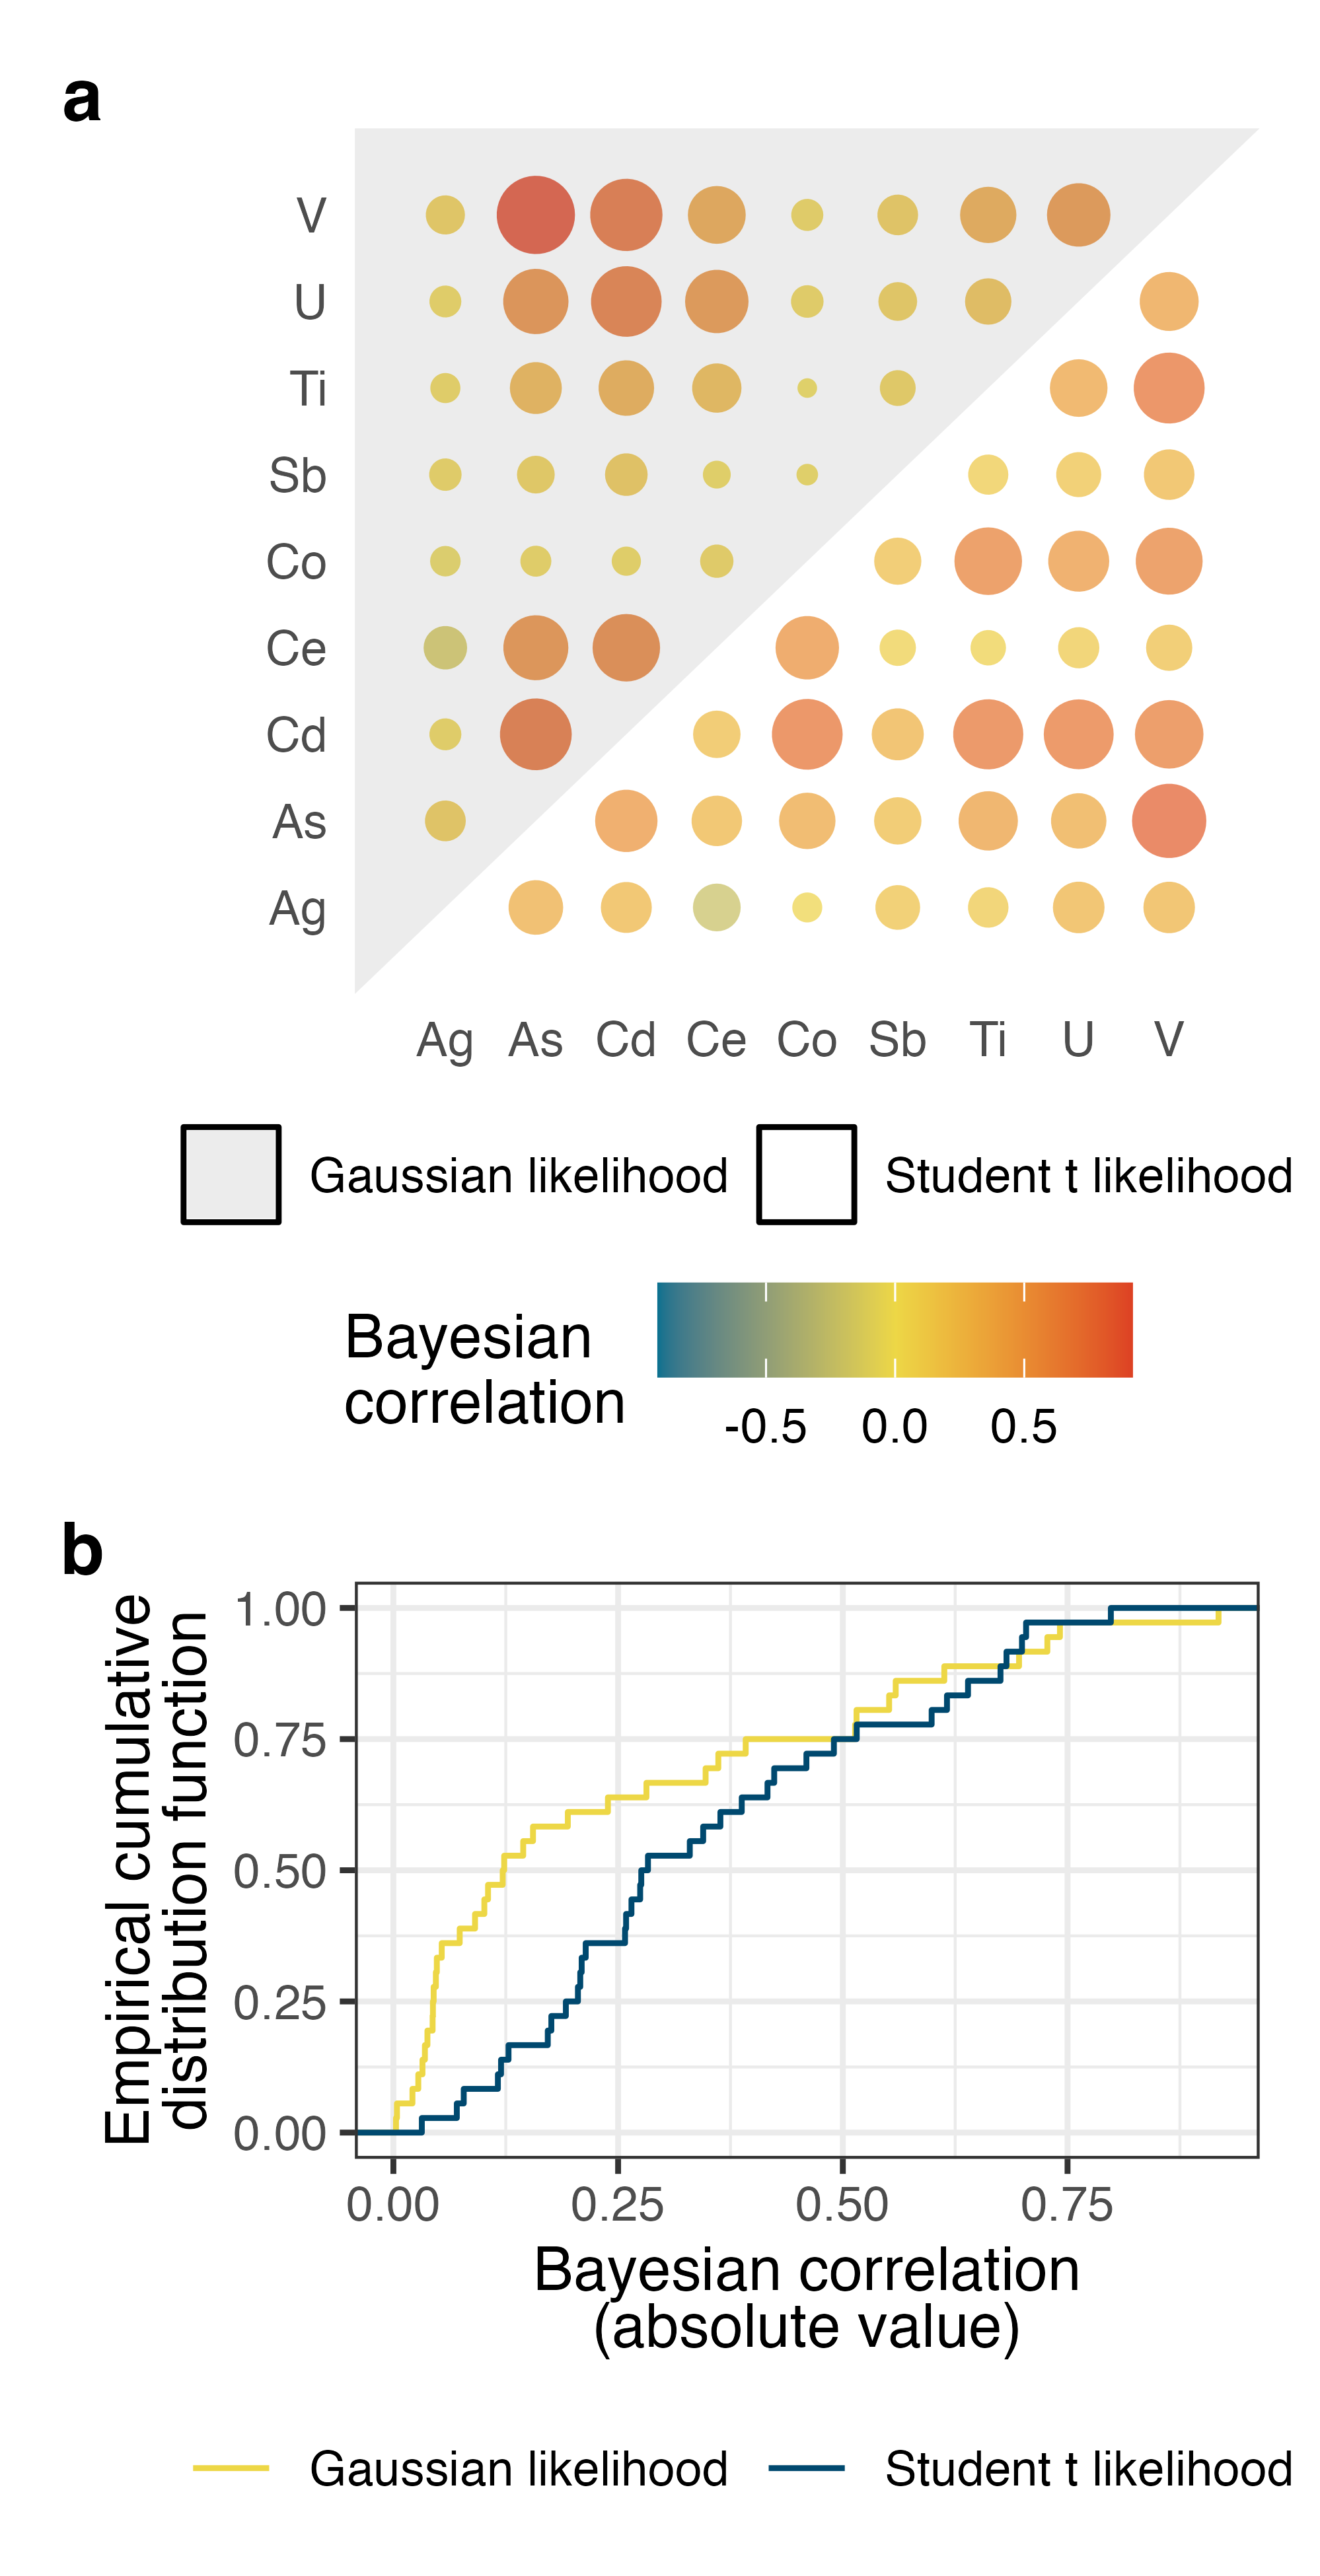 a
V
U
Ti
Sb
Co
Ce
Cd
As
Ag
Ag As Cd Ce Co Sb Ti U V
Gaussian likelihood Student t likelihood
Bayesian
correlation
-0.5 0.0 0.5
b
Empirical cumulative
distribution function
1.00
0.75
0.50
0.25
0.00
0.00 0.25 0.50 0.75
Bayesian correlation
(absolute value)
Gaussian likelihood Student t likelihood